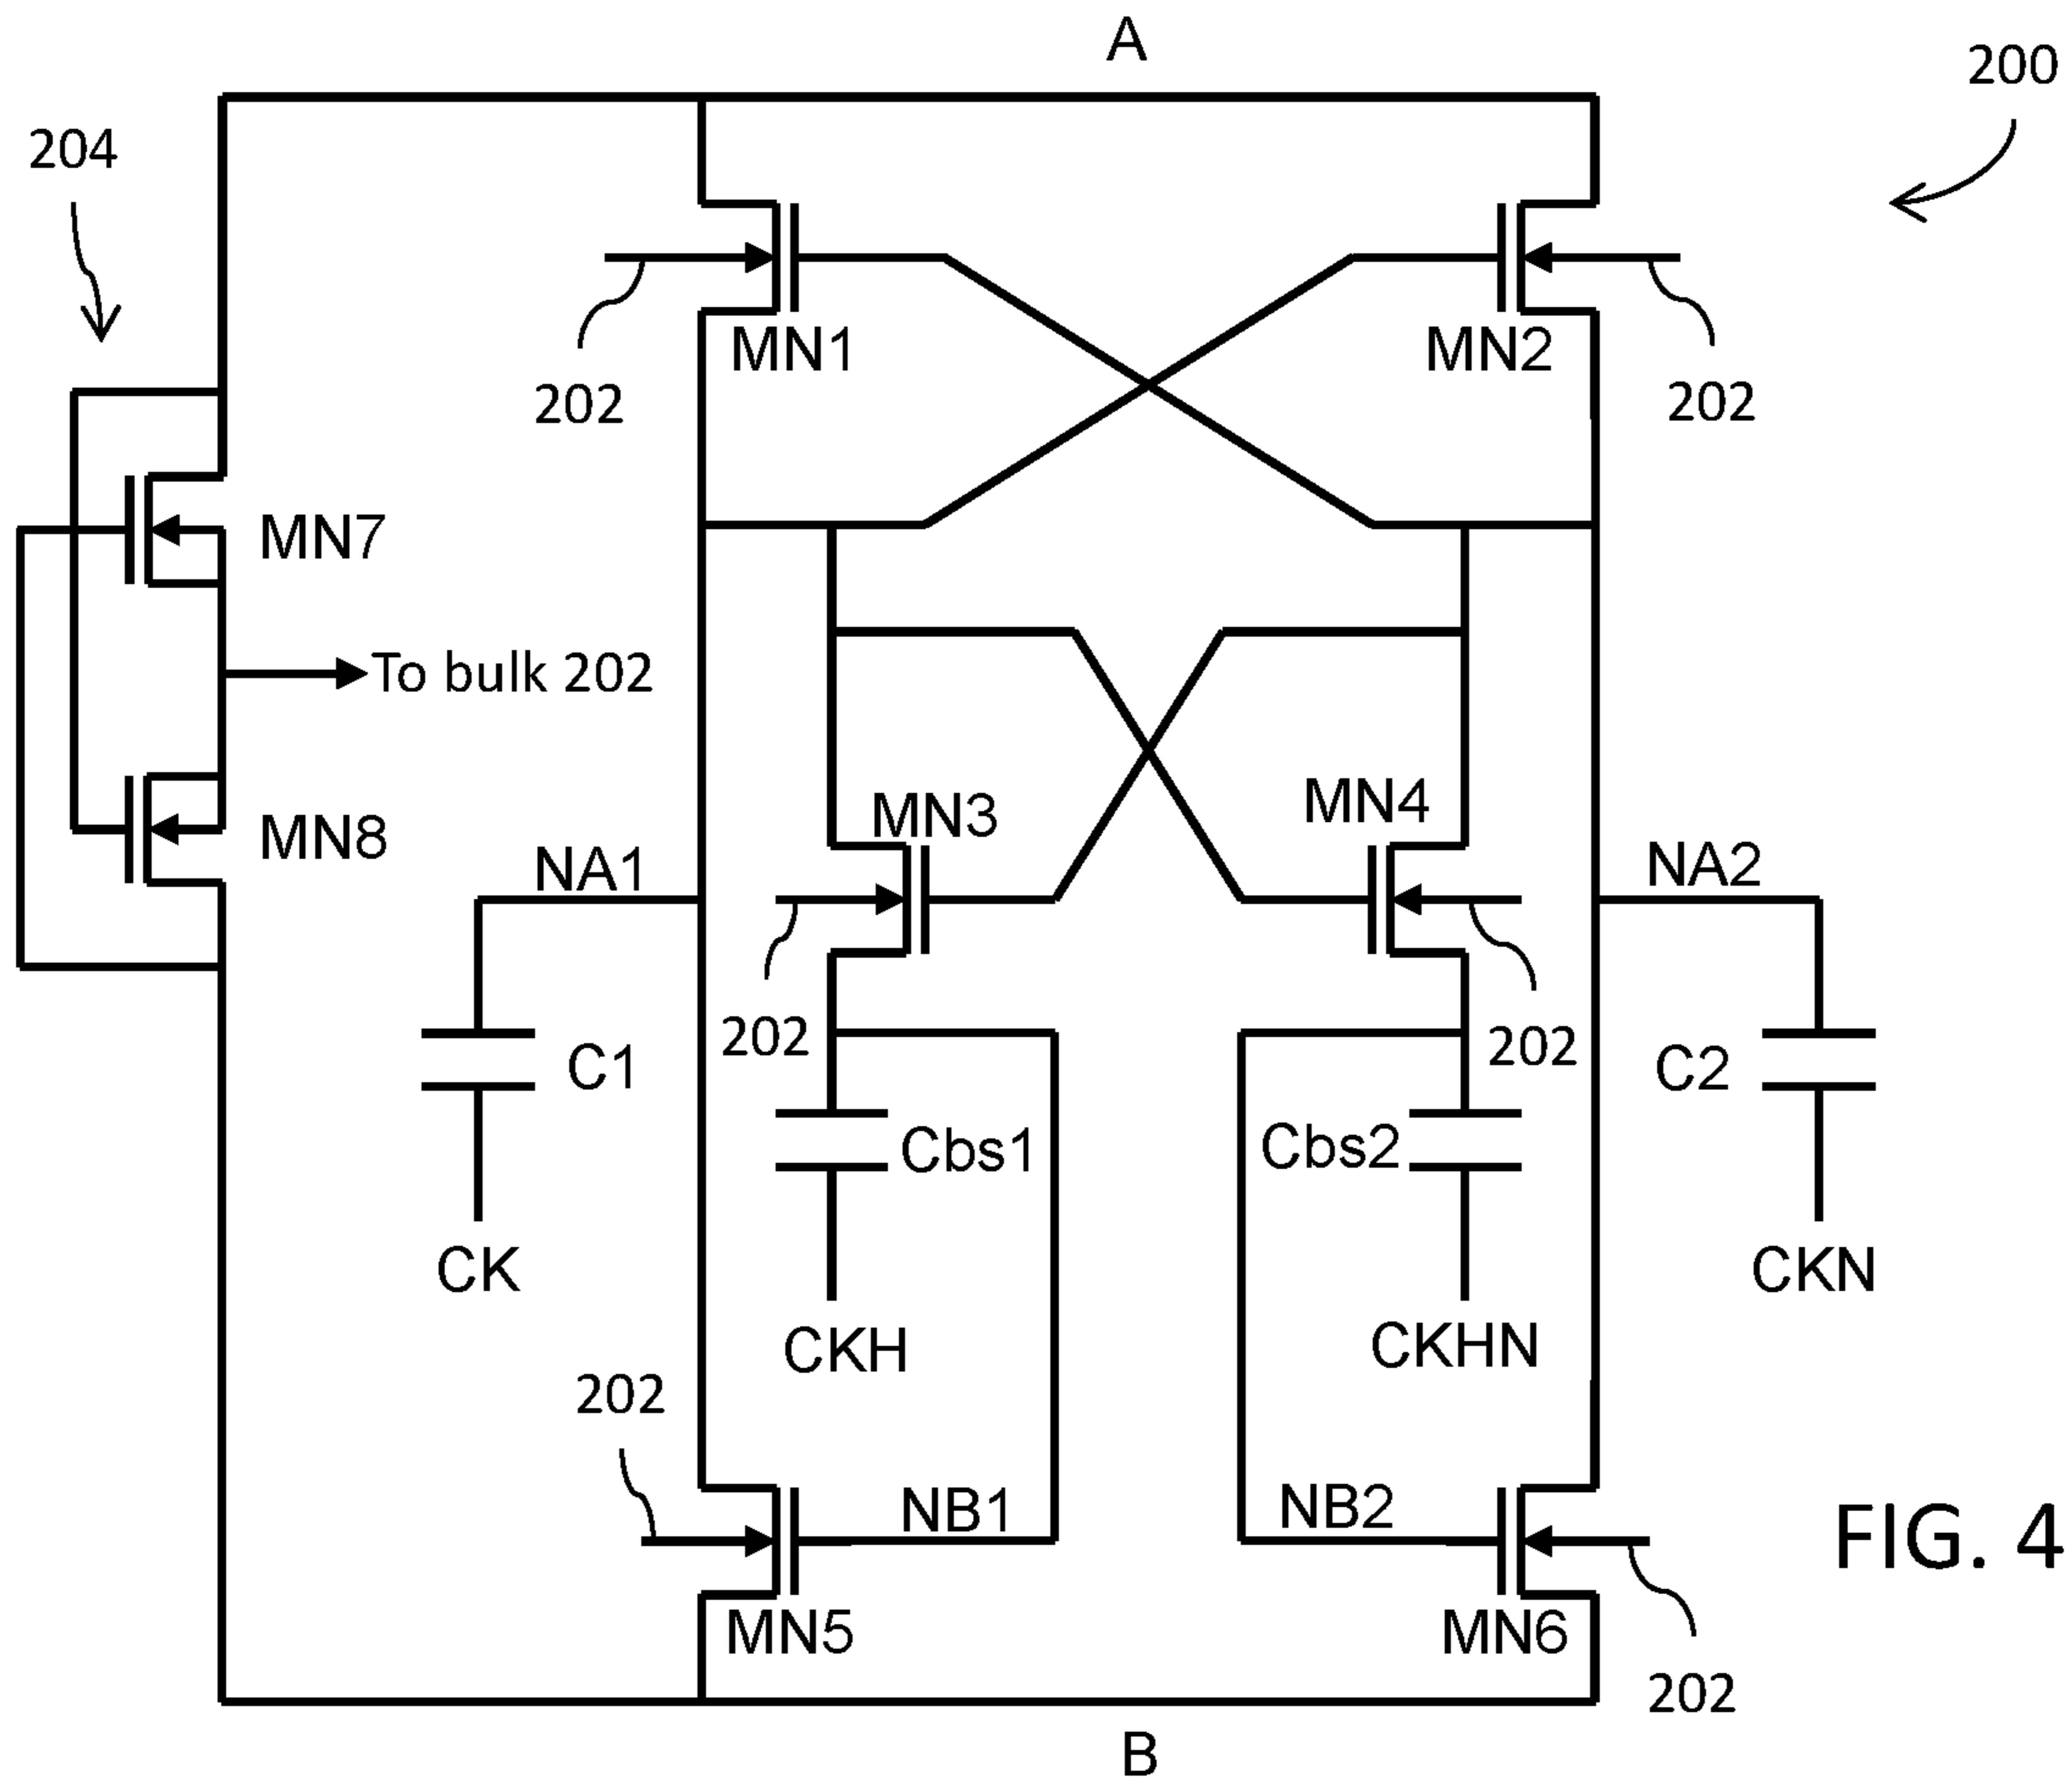 A
200
204
MN1
MN2
202
202
MN7
To bulk 202
MN3
MN4
MN8
NA1
NA2
202
202
C1
C2
Cbs1
Cbs2
CK
CKN
CKH
CKHN
202
NB1
NB2
FIG. 4
MN5
MN6
202
B